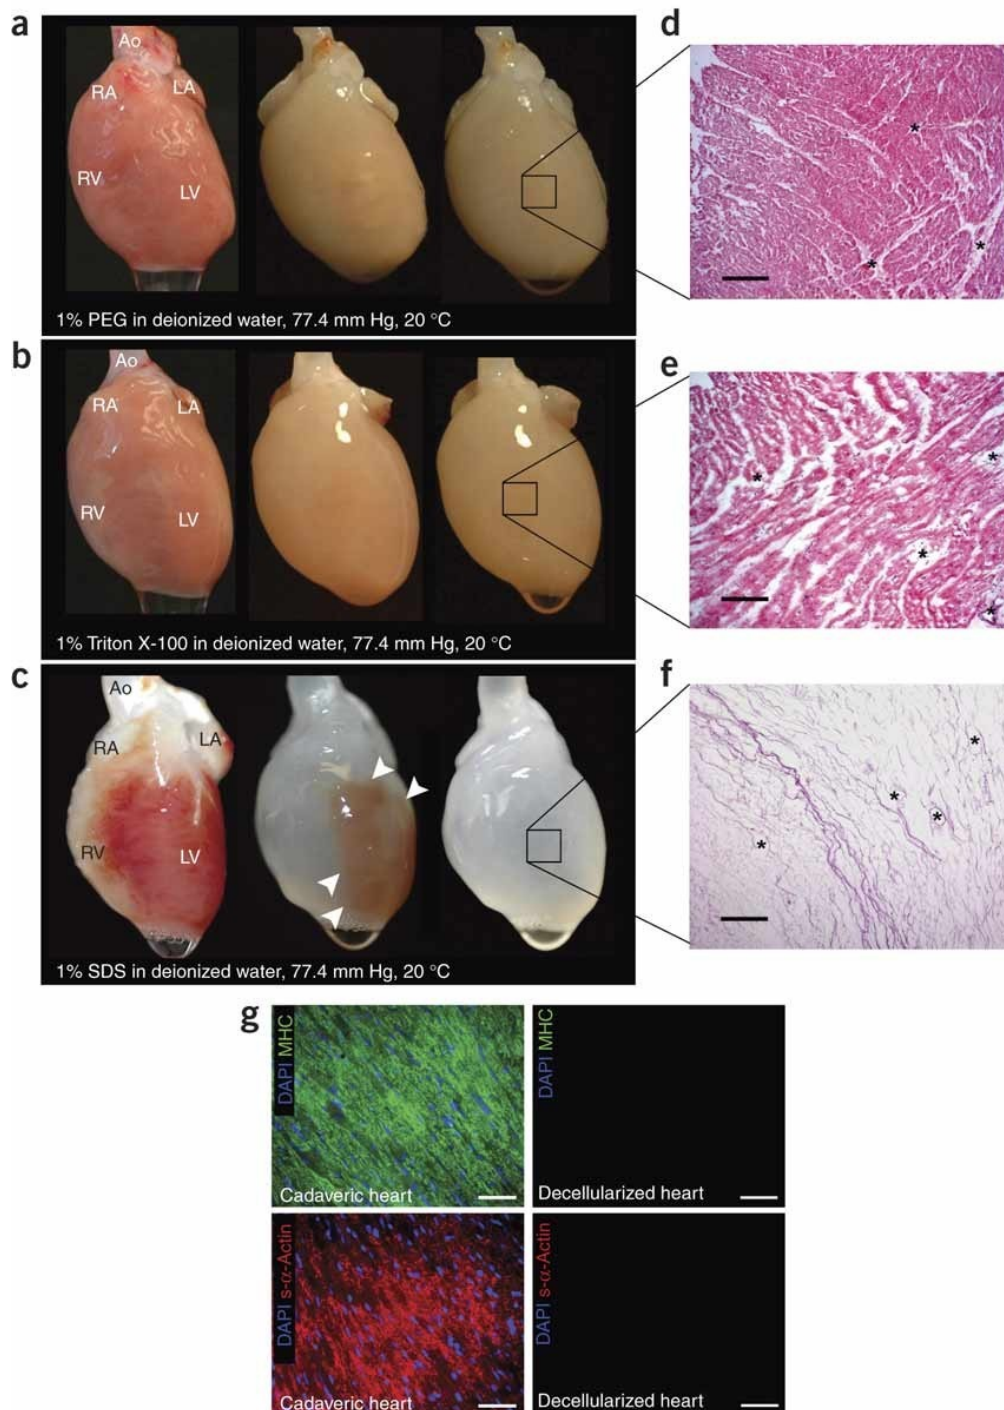 a
Ao
RA
LA
RV
LV
1% PEG in deionized water, 77.4 mm Hg, 20 °C
d
*
*
*
b
Ao
RA
LA
RV
LV
1% Triton X-100 in deionized water, 77.4 mm Hg, 20 °C
e
*
*
*
*
c
Ao
RA
LA
RV
LV
1% SDS in deionized water, 77.4 mm Hg, 20 °C
f
*
*
*
*
g
DAPI MHC
Cadaveric heart
DAPI MHC
Decellularized heart
DAPI s-α-Actin
Cadaveric heart
DAPI s-α-Actin
Decellularized heart